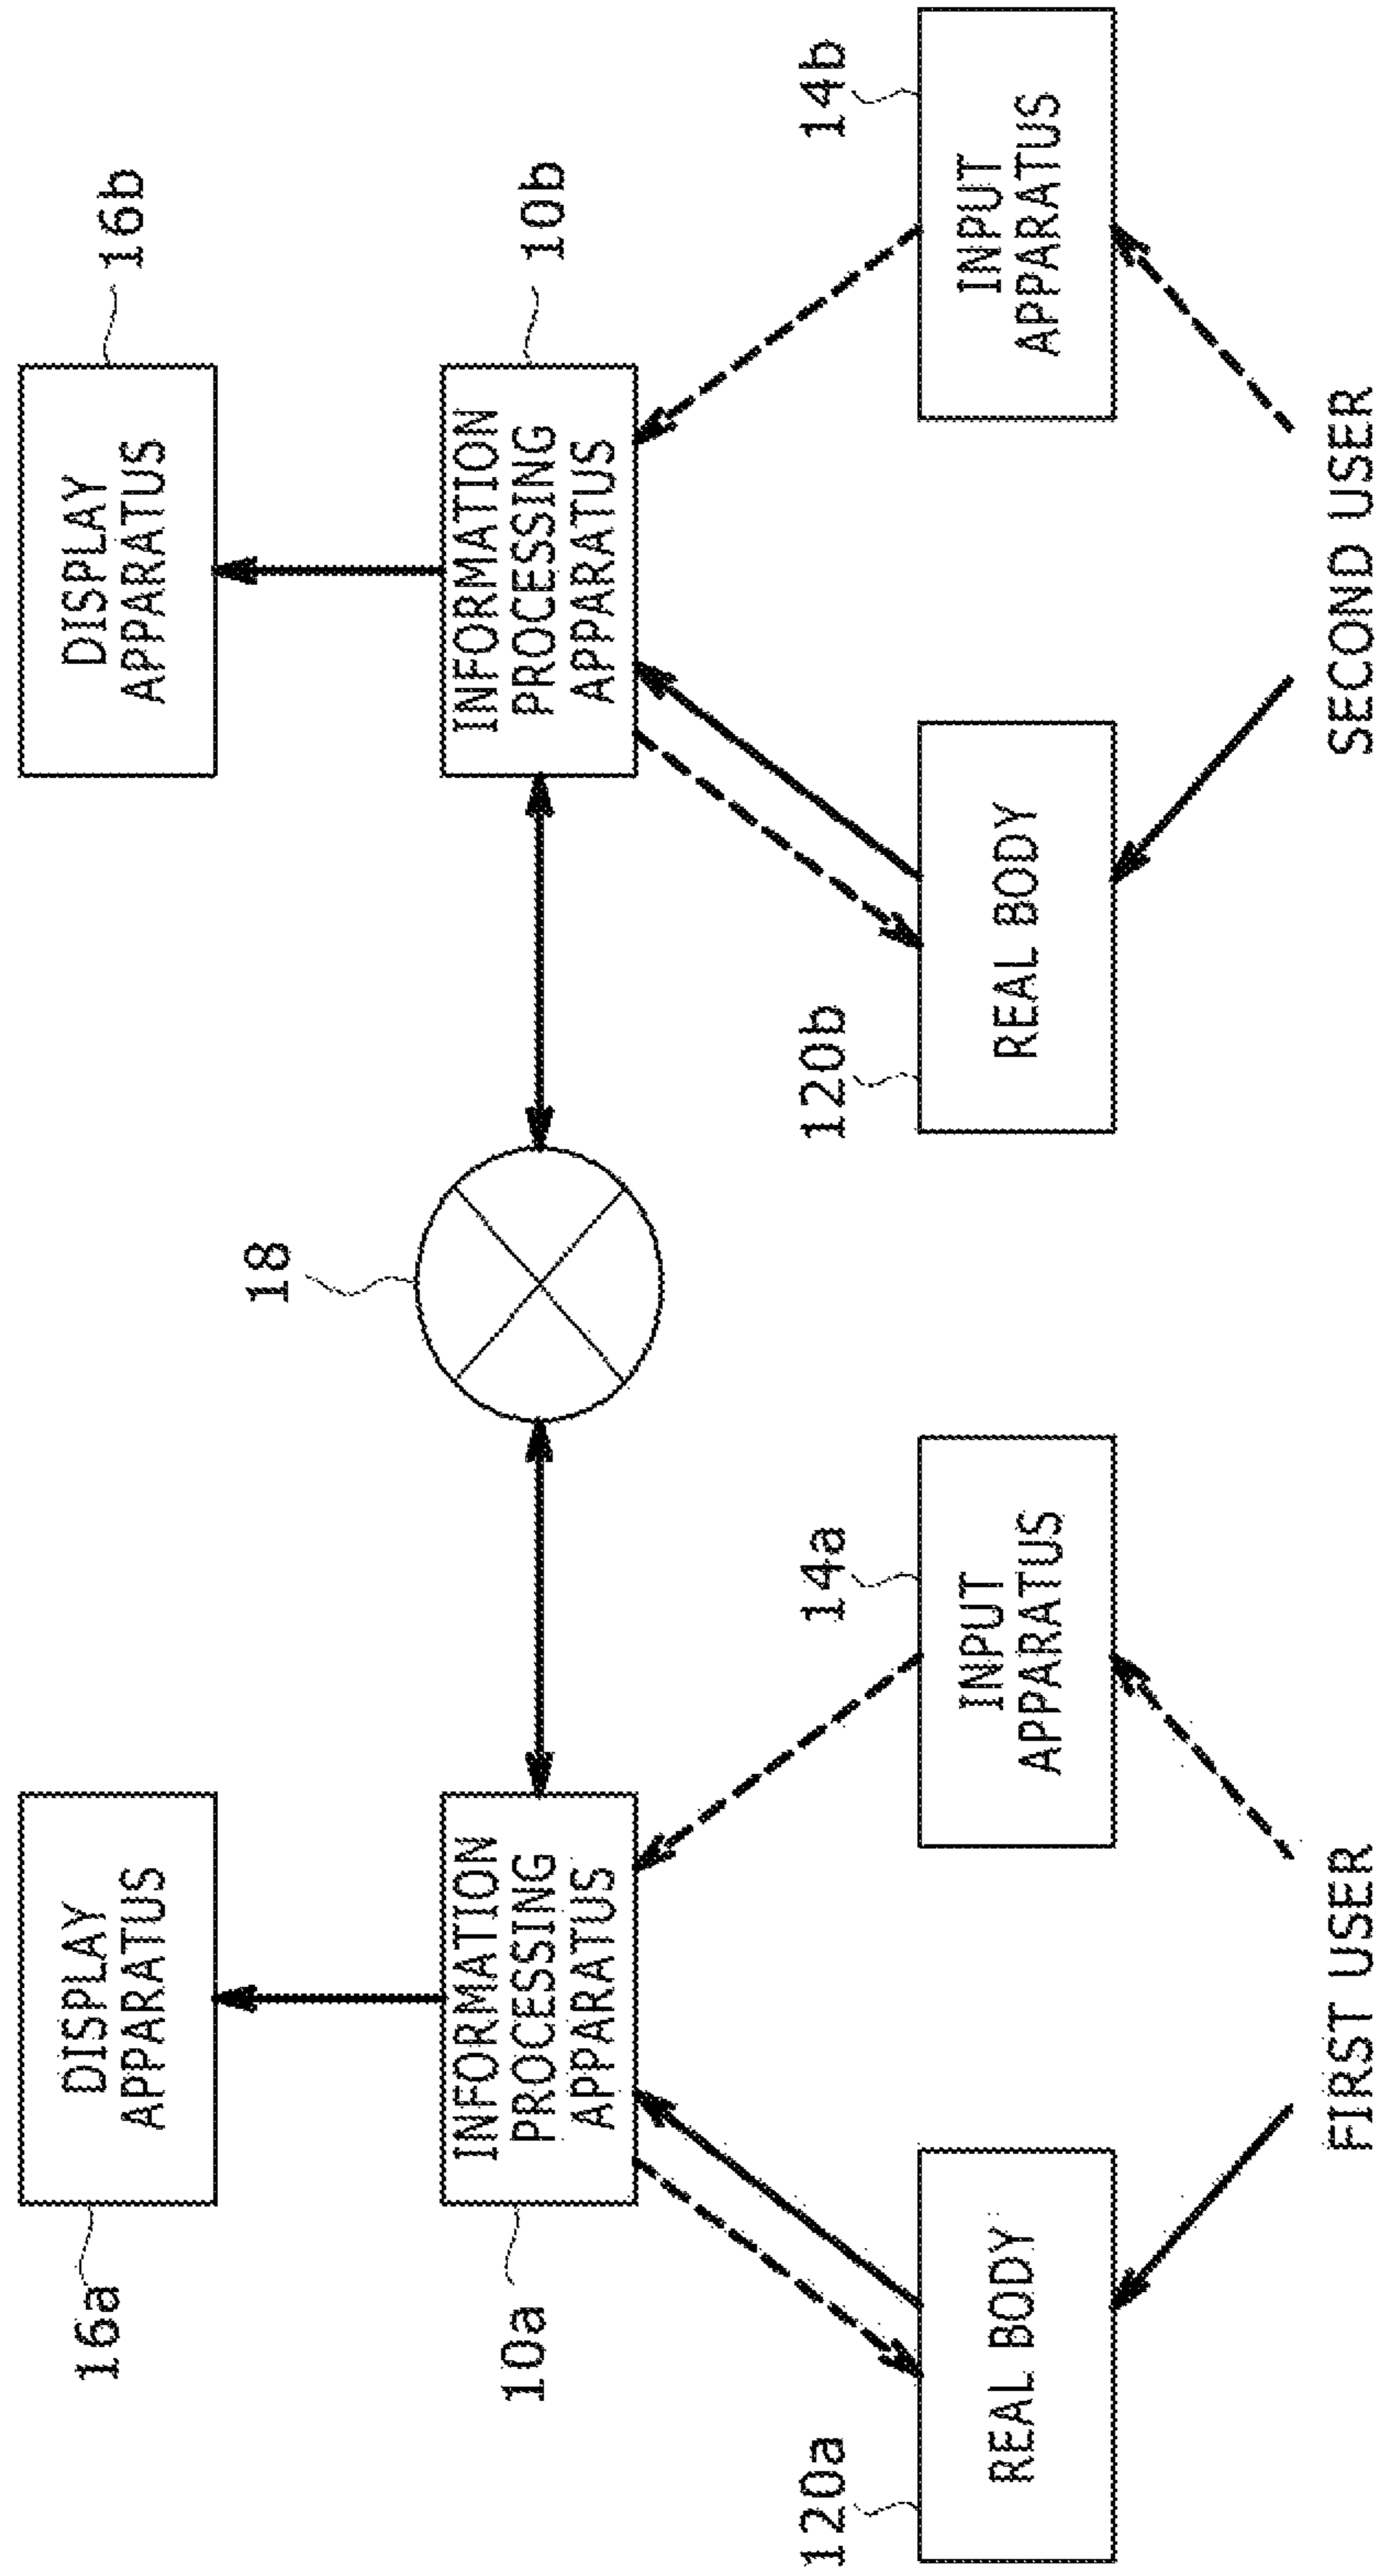 16a
DISPLAY
APPARATUS
DISPLAY
APPARATUS
16b
18
10a
INFORMATION
PROCESSING
APPARATUS
INFORMATION
PROCESSING
APPARATUS
10b
120a
REAL BODY
14a
INPUT
APPARATUS
120b
REAL BODY
14b
INPUT
APPARATUS
FIRST USER
SECOND USER